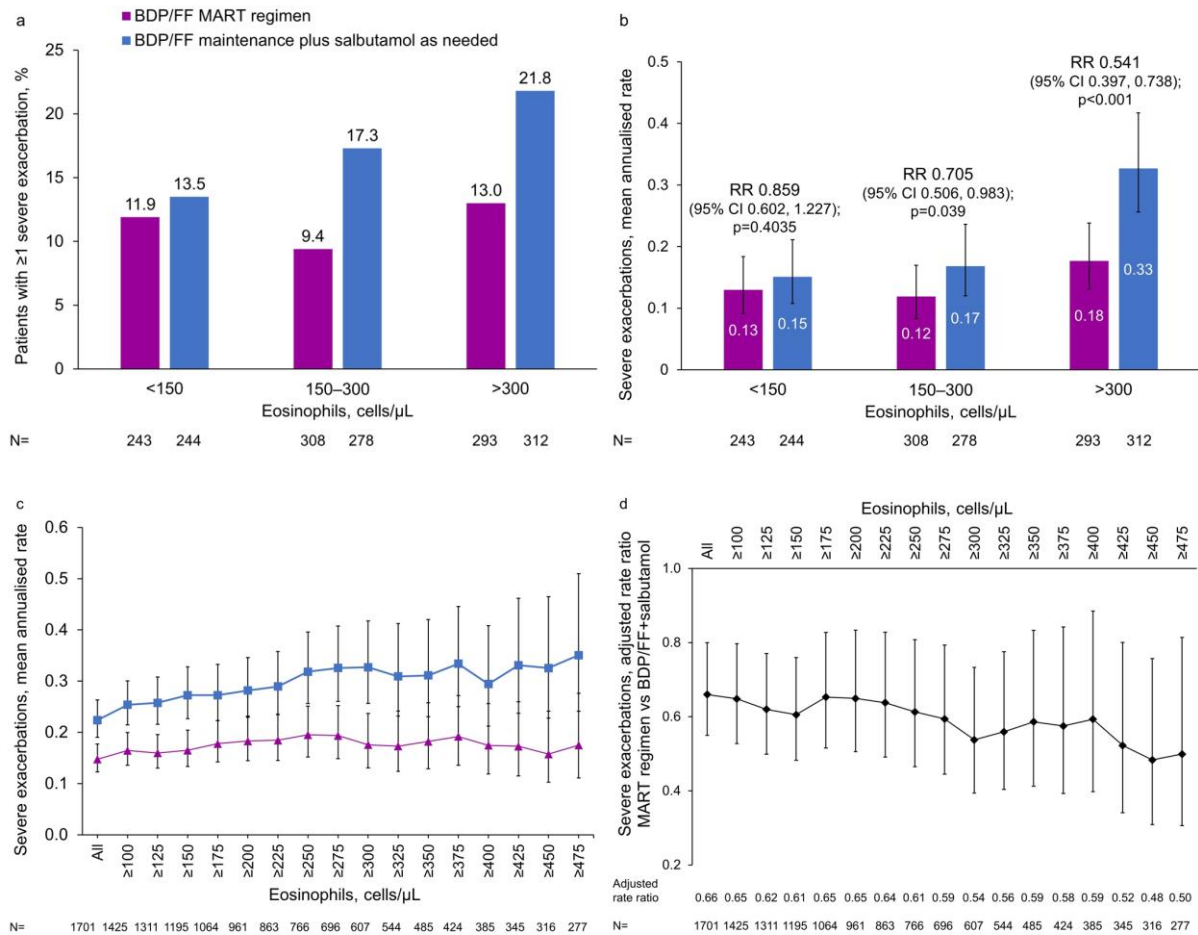 a
BDP/FF MART regimen
BDP/FF maintenance plus salbutamol as needed
Patients with ≥1 severe exacerbation, %
25
20
15
10
5
0
11.9
13.5
9.4
17.3
13.0
21.8
<150
150–300
>300
Eosinophils, cells/µL
N=
243 244 308 278 293 312
b
Severe exacerbations, mean annualised rate
0.5
0.4
0.3
0.2
0.1
0
RR 0.859
(95% CI 0.602, 1.227);
p=0.4035
RR 0.705
(95% CI 0.506, 0.983);
p=0.039
RR 0.541
(95% CI 0.397, 0.738);
p<0.001
0.13
0.15
0.12
0.17
0.18
0.33
<150
150–300
>300
Eosinophils, cells/µL
N=
243 244 308 278 293 312
c
Severe exacerbations, mean annualised rate
0.6
0.5
0.4
0.3
0.2
0.1
0.0
All ≥100 ≥125 ≥150 ≥175 ≥200 ≥225 ≥250 ≥275 ≥300 ≥325 ≥350 ≥375 ≥400 ≥425 ≥450 ≥475
Eosinophils, cells/µL
N= 1701 1425 1311 1195 1064 961 863 766 696 607 544 485 424 385 345 316 277
d
Eosinophils, cells/µL
All ≥100 ≥125 ≥150 ≥175 ≥200 ≥225 ≥250 ≥275 ≥300 ≥325 ≥350 ≥375 ≥400 ≥425 ≥450 ≥475
Severe exacerbations, adjusted rate ratio
MART regimen vs BDP/FF+salbutamol
1.0
0.8
0.6
0.4
0.2
Adjusted
rate ratio 0.66 0.65 0.62 0.61 0.65 0.65 0.64 0.61 0.59 0.54 0.56 0.59 0.58 0.59 0.52 0.48 0.50
N= 1701 1425 1311 1195 1064 961 863 766 696 607 544 485 424 385 345 316 277